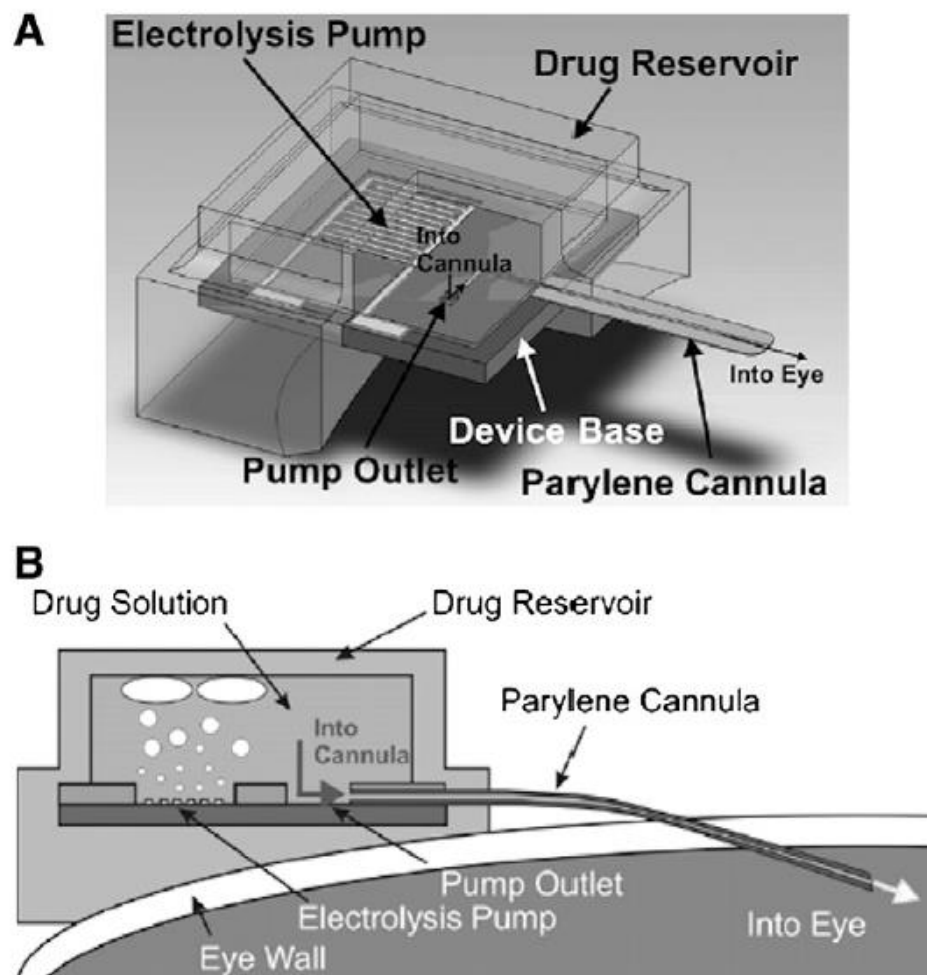 A
Electrolysis Pump
Drug Reservoir
Into
Cannula
Into Eye
Device Base
Pump Outlet
Parylene Cannula
B
Drug Solution
Drug Reservoir
Parylene Cannula
Into
Cannula
Pump Outlet
Electrolysis Pump
Into Eye
Eye Wall